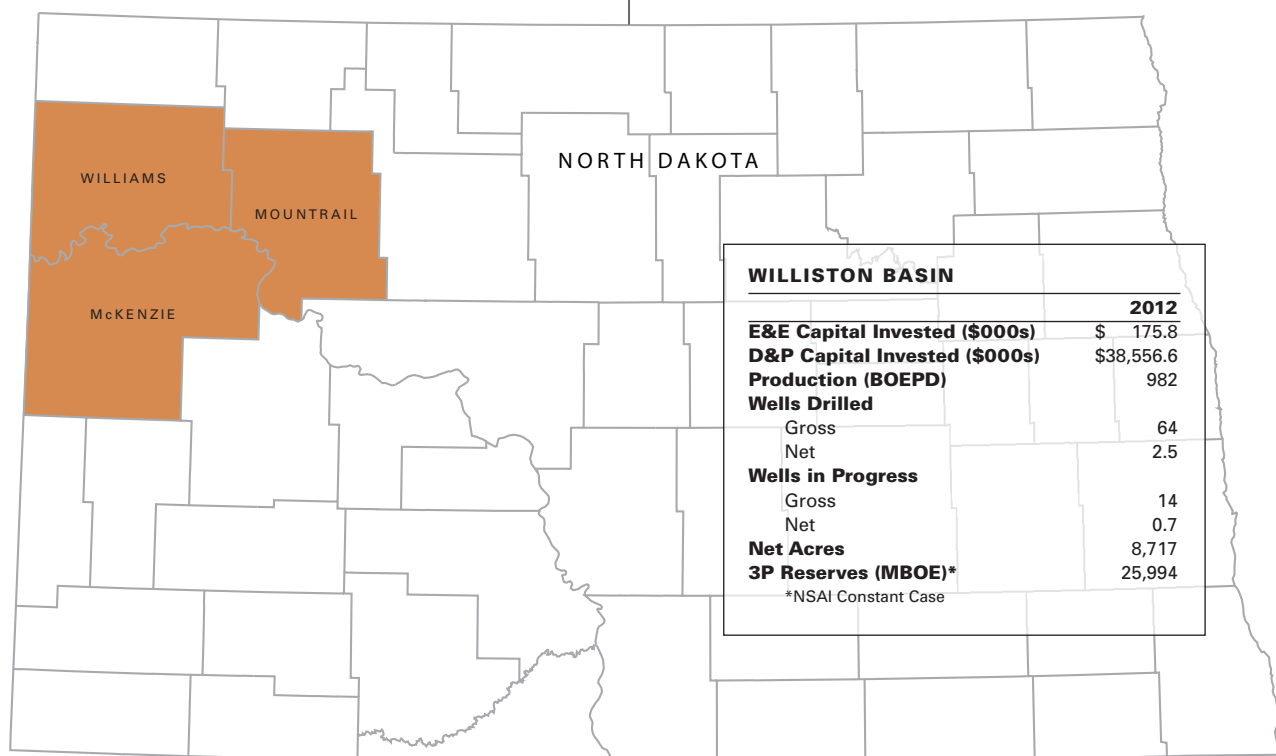 NORTH DAKOTA
WILLIAMS
MOUNTRAIL
McKENZIE
WILLISTON BASIN
2012
E&E Capital Invested ($000s) $ 175.8
D&P Capital Invested ($000s) $38,556.6
Production (BOEPD) 982
Wells Drilled
Gross 64
Net 2.5
Wells in Progress
Gross 14
Net 0.7
Net Acres 8,717
3P Reserves (MBOE)* 25,994
*NSAI Constant Case